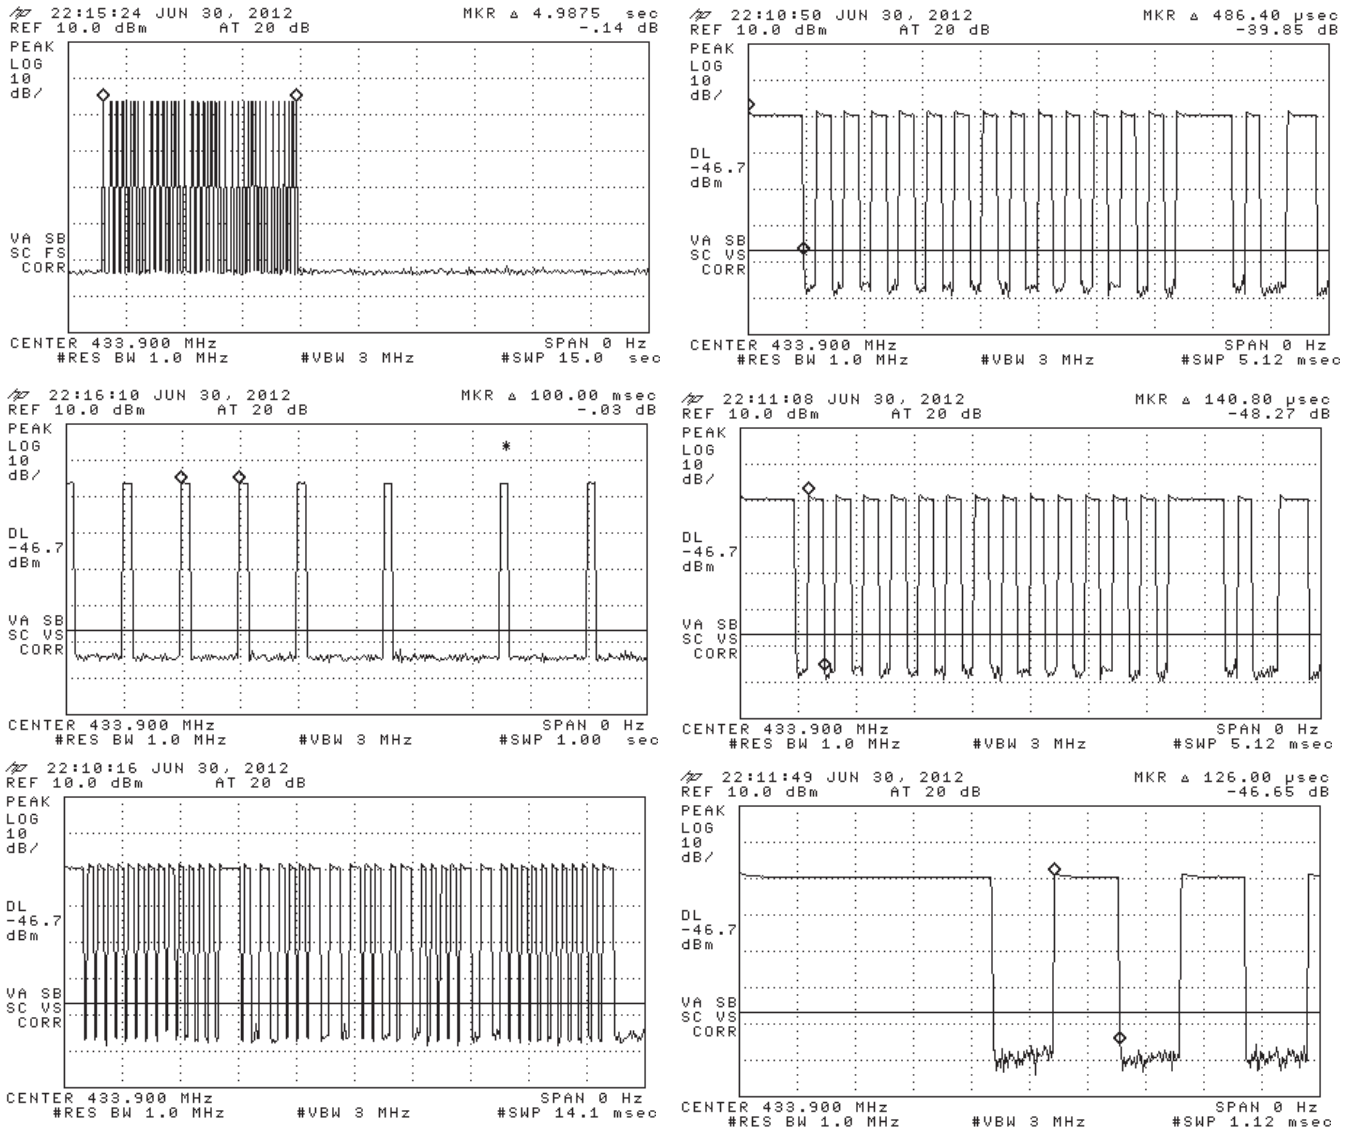 hp 22:15:24 JUN 30, 2012 MKR Δ 4.9875 sec
REF 10.0 dBm AT 20 dB -.14 dB
PEAK
LOG
10
dB/
VA SB
SC FS
CORR
CENTER 433.900 MHz SPAN 0 Hz
#RES BW 1.0 MHz #VBW 3 MHz #SWP 15.0 sec
hp 22:10:50 JUN 30, 2012 MKR Δ 486.40 μsec
REF 10.0 dBm AT 20 dB -39.85 dB
PEAK
LOG
10
dB/
DL
-46.7
dBm
VA SB
SC VS
CORR
CENTER 433.900 MHz SPAN 0 Hz
#RES BW 1.0 MHz #VBW 3 MHz #SWP 5.12 msec
hp 22:16:10 JUN 30, 2012 MKR Δ 100.00 msec
REF 10.0 dBm AT 20 dB -.03 dB
PEAK
LOG
10
dB/
*
DL
-46.7
dBm
VA SB
SC VS
CORR
CENTER 433.900 MHz SPAN 0 Hz
#RES BW 1.0 MHz #VBW 3 MHz #SWP 1.00 sec
hp 22:11:08 JUN 30, 2012 MKR Δ 140.80 μsec
REF 10.0 dBm AT 20 dB -48.27 dB
PEAK
LOG
10
dB/
DL
-46.7
dBm
VA SB
SC VS
CORR
CENTER 433.900 MHz SPAN 0 Hz
#RES BW 1.0 MHz #VBW 3 MHz #SWP 5.12 msec
hp 22:10:16 JUN 30, 2012
REF 10.0 dBm AT 20 dB
PEAK
LOG
10
dB/
DL
-46.7
dBm
VA SB
SC VS
CORR
CENTER 433.900 MHz SPAN 0 Hz
#RES BW 1.0 MHz #VBW 3 MHz #SWP 14.1 msec
hp 22:11:49 JUN 30, 2012 MKR Δ 126.00 μsec
REF 10.0 dBm AT 20 dB -46.65 dB
PEAK
LOG
10
dB/
DL
-46.7
dBm
VA SB
SC VS
CORR
CENTER 433.900 MHz SPAN 0 Hz
#RES BW 1.0 MHz #VBW 3 MHz #SWP 1.12 msec